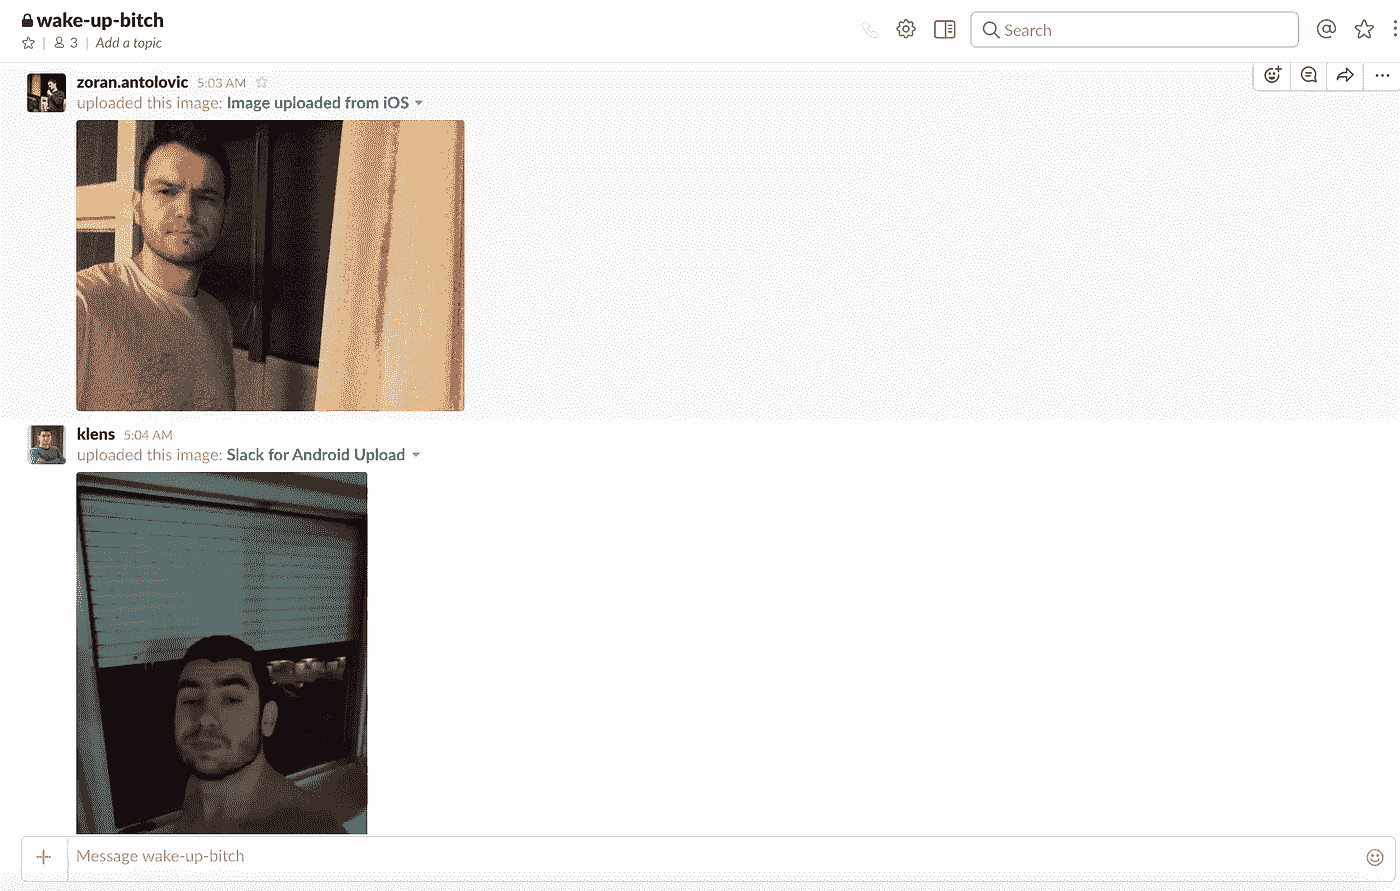 wake-up-bitch
3 Add a topic
Search
zoran.antolovic 5:03 AM
uploaded this image: Image uploaded from iOS
klens 5:04 AM
uploaded this image: Slack for Android Upload
Message wake-up-bitch